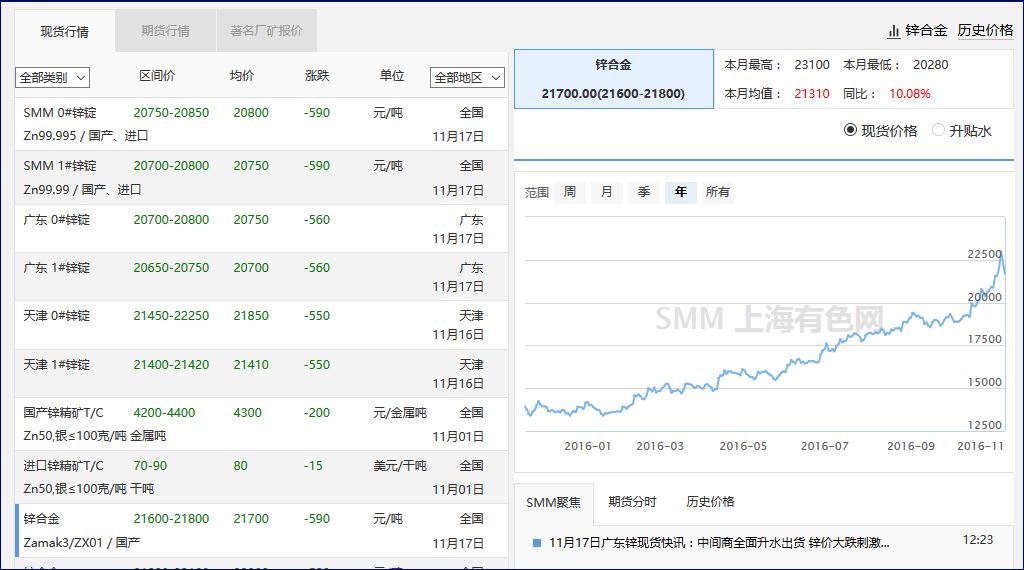 现货行情 期货行情 著名厂矿报价
全部类别 区间价 均价 涨跌 单位 全部地区
SMM 0#锌锭 20750-20850 20800 -590 元/吨 全国
Zn99.995 / 国产、进口 11月17日
SMM 1#锌锭 20700-20800 20750 -590 元/吨 全国
Zn99.99 / 国产、进口 11月17日
广东 0#锌锭 20700-20800 20750 -560 广东
11月17日
广东 1#锌锭 20650-20750 20700 -560 广东
11月17日
天津 0#锌锭 21450-22250 21850 -550 天津
11月16日
天津 1#锌锭 21400-21420 21410 -550 天津
11月16日
国产锌精矿T/C 4200-4400 4300 -200 元/金属吨 全国
Zn50,银≤100克/吨 金属吨 11月01日
进口锌精矿T/C 70-90 80 -15 美元/干吨 全国
Zn50,银≤100克/吨 干吨 11月01日
锌合金 21600-21800 21700 -590 元/吨 全国
Zamak3/ZX01 / 国产 11月17日
锌合金 历史价格
锌合金
21700.00(21600-21800)
本月最高： 23100 本月最低： 20280
本月均值： 21310 同比： 10.08%
现货价格 升贴水
范围 周 月 季 年 所有
22500
20000
SMM 上海有色网
17500
15000
12500
2016-01 2016-03 2016-05 2016-07 2016-09 2016-11
SMM聚焦 期货分时 历史价格
11月17日广东锌现货快讯：中间商全面升水出货 锌价大跌刺激... 12:23